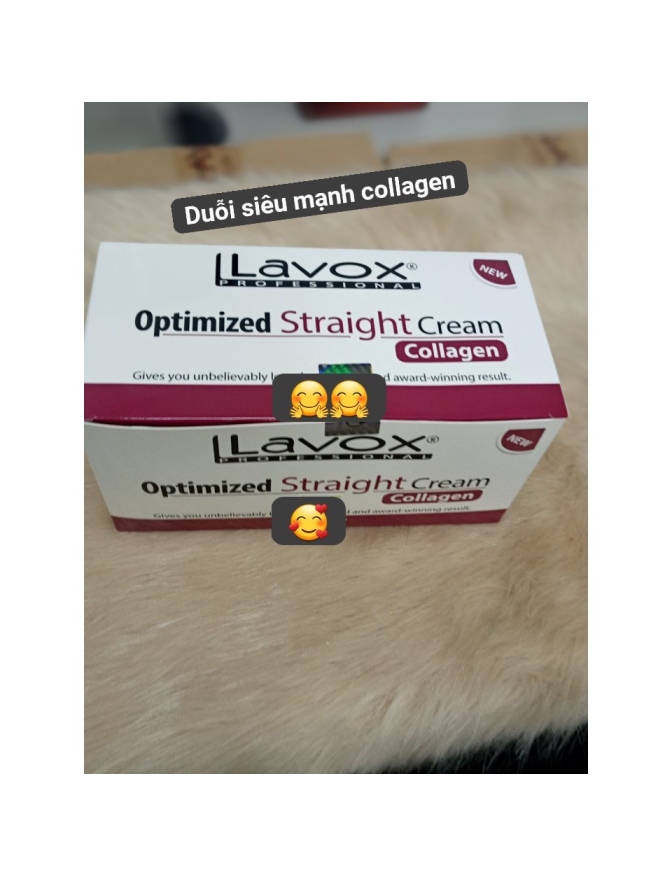 Duỗi siêu mạnh collagen
Lavox®
PROFESSIONAL
NEW
Optimized Straight Cream
Collagen
Gives you unbelievably d award-winning result.
Lavox®
PROFESSIONAL
NEW
Optimized Straight Cream
Collagen
Gives you unbelievably t and award-winning result.